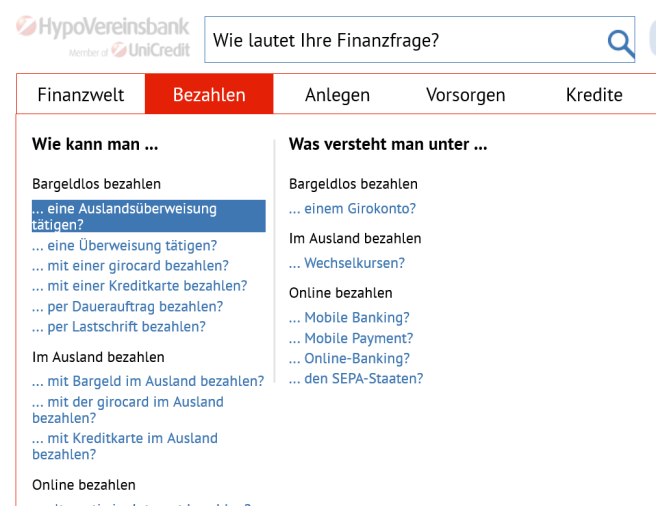 HypoVereinsbank
Member of UniCredit
Wie lautet Ihre Finanzfrage?
Finanzwelt
Bezahlen
Anlegen
Vorsorgen
Kredite
Wie kann man ...
Bargeldlos bezahlen
... eine Auslandsüberweisung
tätigen?
... eine Überweisung tätigen?
... mit einer girocard bezahlen?
... mit einer Kreditkarte bezahlen?
... per Dauerauftrag bezahlen?
... per Lastschrift bezahlen?
Im Ausland bezahlen
... mit Bargeld im Ausland bezahlen?
... mit der girocard im Ausland
bezahlen?
... mit Kreditkarte im Ausland
bezahlen?
Online bezahlen
Was versteht man unter ...
Bargeldlos bezahlen
... einem Girokonto?
Im Ausland bezahlen
... Wechselkursen?
Online bezahlen
... Mobile Banking?
... Mobile Payment?
... Online-Banking?
... den SEPA-Staaten?